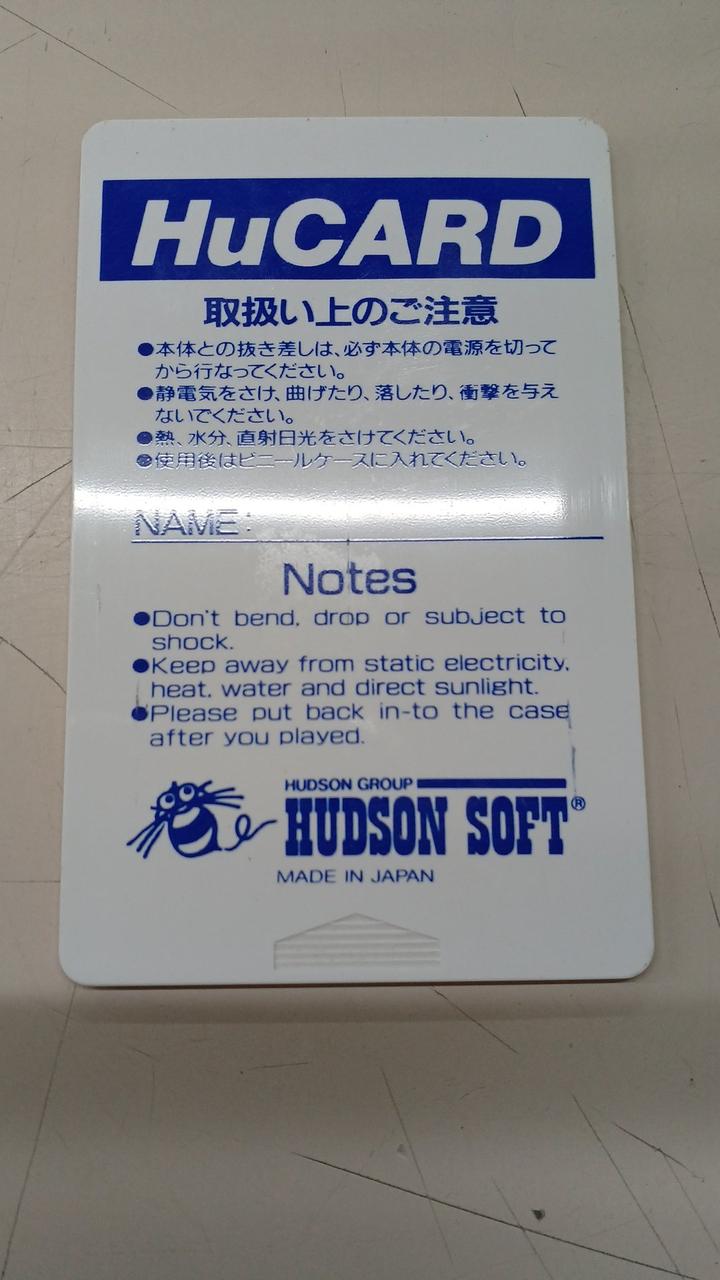 HuCARD
取扱い上のご注意
●本体との抜き差しは、必ず本体の電源を切って
から行なってください。
●静電気をさけ、曲げたり、落したり、衝撃を与え
ないでください。
●熱、水分、直射日光をさけてください。
●使用後はビニールケースに入れてください。
NAME:
Notes
●Don't bend, drop or subject to
shock.
●Keep away from static electricity,
heat, water and direct sunlight.
●Please put back in-to the case
after you played.
HUDSON GROUP
HUDSON SOFT®
MADE IN JAPAN